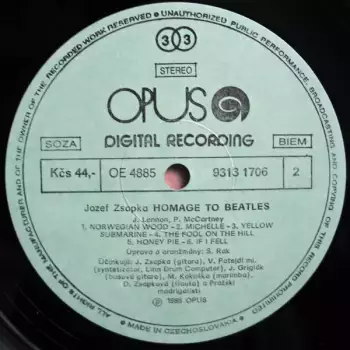 ALL RIGHTS OF THE MANUFACTURER AND OF THE OWNER OF THE RECORDED WORK RESERVED • UNAUTHORIZED PUBLIC PERFORMANCE, BROADCASTING AND COPYING OF THIS RECORD PROHIBITED •
33
STEREO
OPUS
DIGITAL RECORDING
SOZA BIEM
Kčs 44,- OE 4885 9313 1706 2
Jozef Zsapka HOMAGE TO BEATLES
J. Lennon, P. McCartney
1. NORWEGIAN WOOD - 2. MICHELLE - 3. YELLOW
SUBMARINE - 4. THE FOOL ON THE HILL
5. HONEY PIE - 6. IF I FELL
Úprava a aranžmány: S. Rak
Účinkujú: J. Zsapka (gitara), V. Patejdl ml.
(syntetizátor, Linn Drum Computer), J. Griglák
(basová gitara), M. Kokoška (marimba),
D. Zsapková (flauta) a Pražskí
madrigalisti
Ⓟ OPUS
MADE IN CZECHOSLOVAKIA